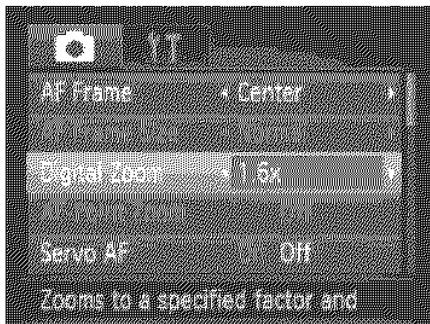 AF Frame Center
Digital Zoom 1.6x
Servo AF Off
Zooms to a specified factor and